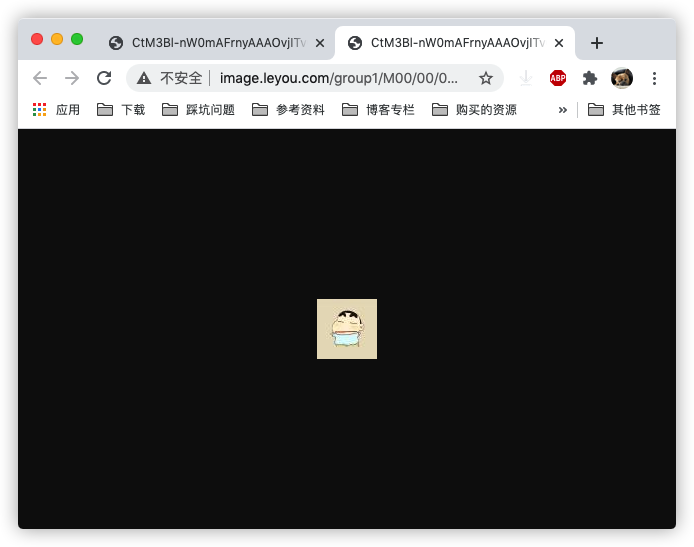 CtM3BI-nW0mAFrnyAAAOvjITv CtM3BI-nW0mAFrnyAAAOvjITv
不安全 image.leyou.com/group1/M00/00/0... ABP
应用 下载 踩坑问题 参考资料 博客专栏 购买的资源 » 其他书签